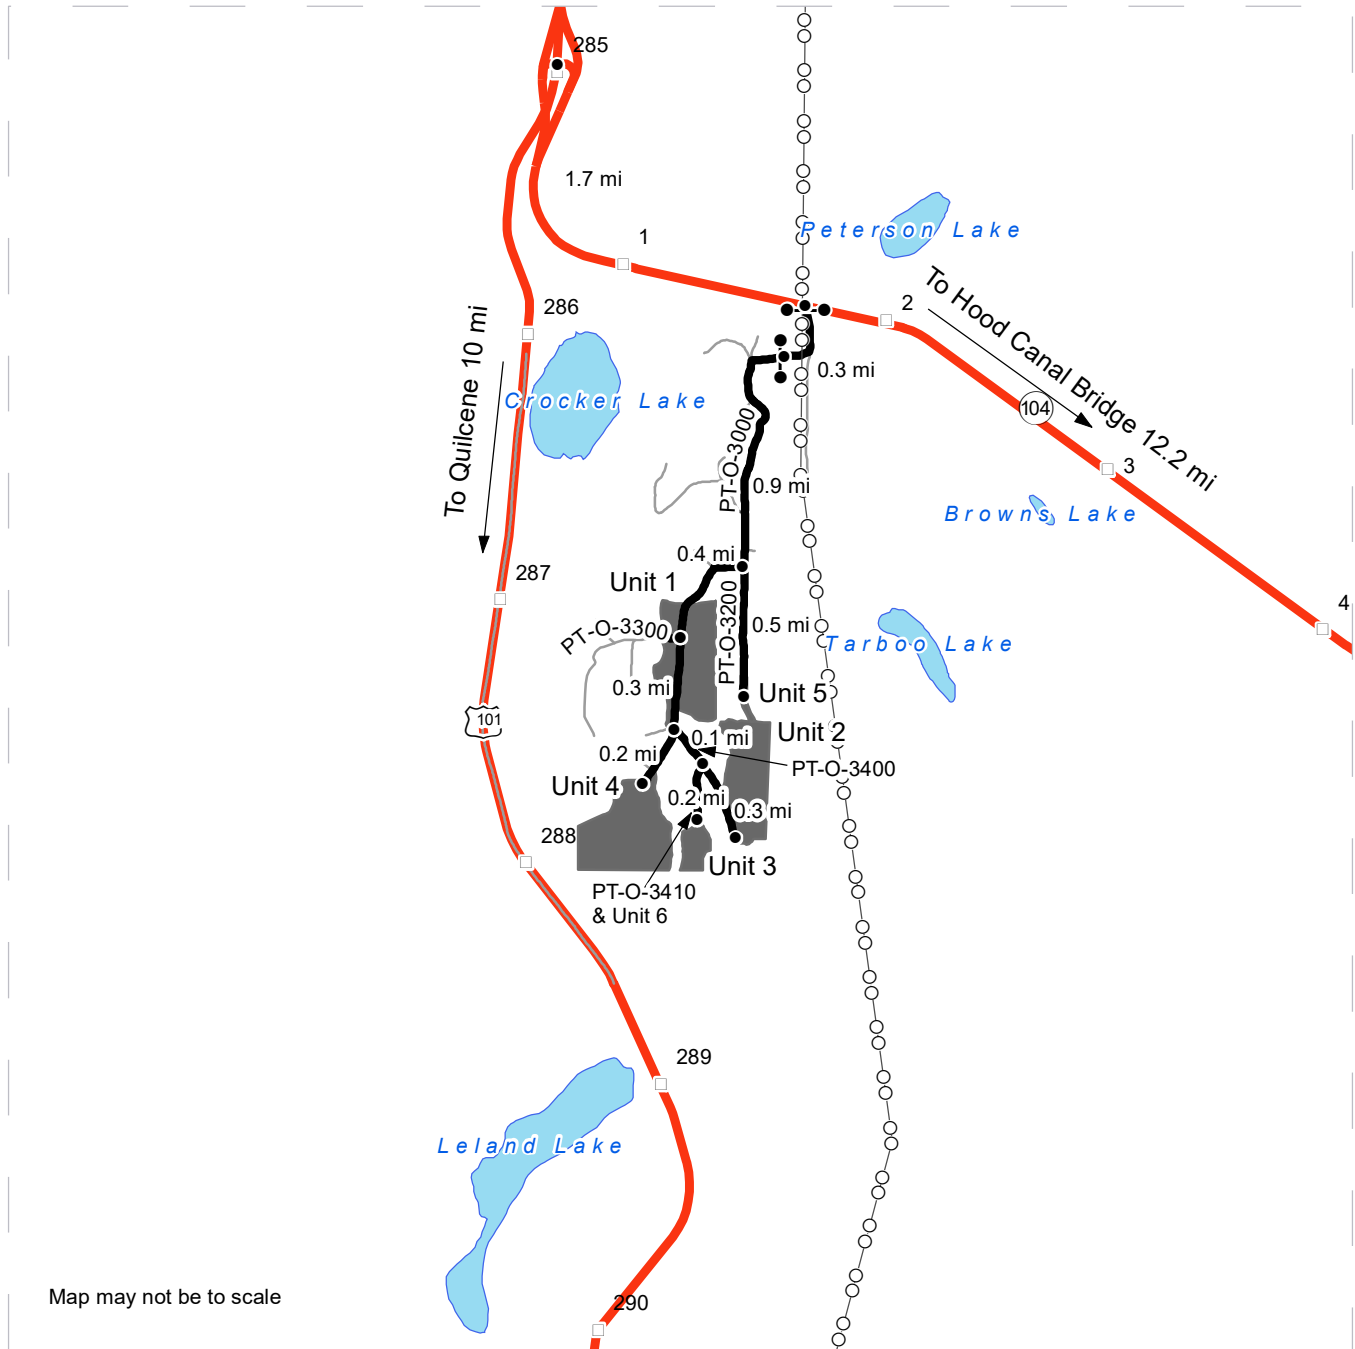 285
1.7 mi
1
Peterson Lake
2
To Hood Canal Bridge 12.2 mi
286
To Quilcene 10 mi
0.3 mi
Crocker Lake
104
PT-O-3000
3
0.9 mi
Browns Lake
0.4 mi
287
Unit 1
4
PT-O-3200
0.5 mi
PT-O-3300
Tarboo Lake
0.3 mi
Unit 5
101
Unit 2
0.1 mi
0.2 mi
PT-O-3400
Unit 4
0.2 mi
0.3 mi
288
Unit 3
PT-O-3410
& Unit 6
289
Leland Lake
Map may not be to scale
290